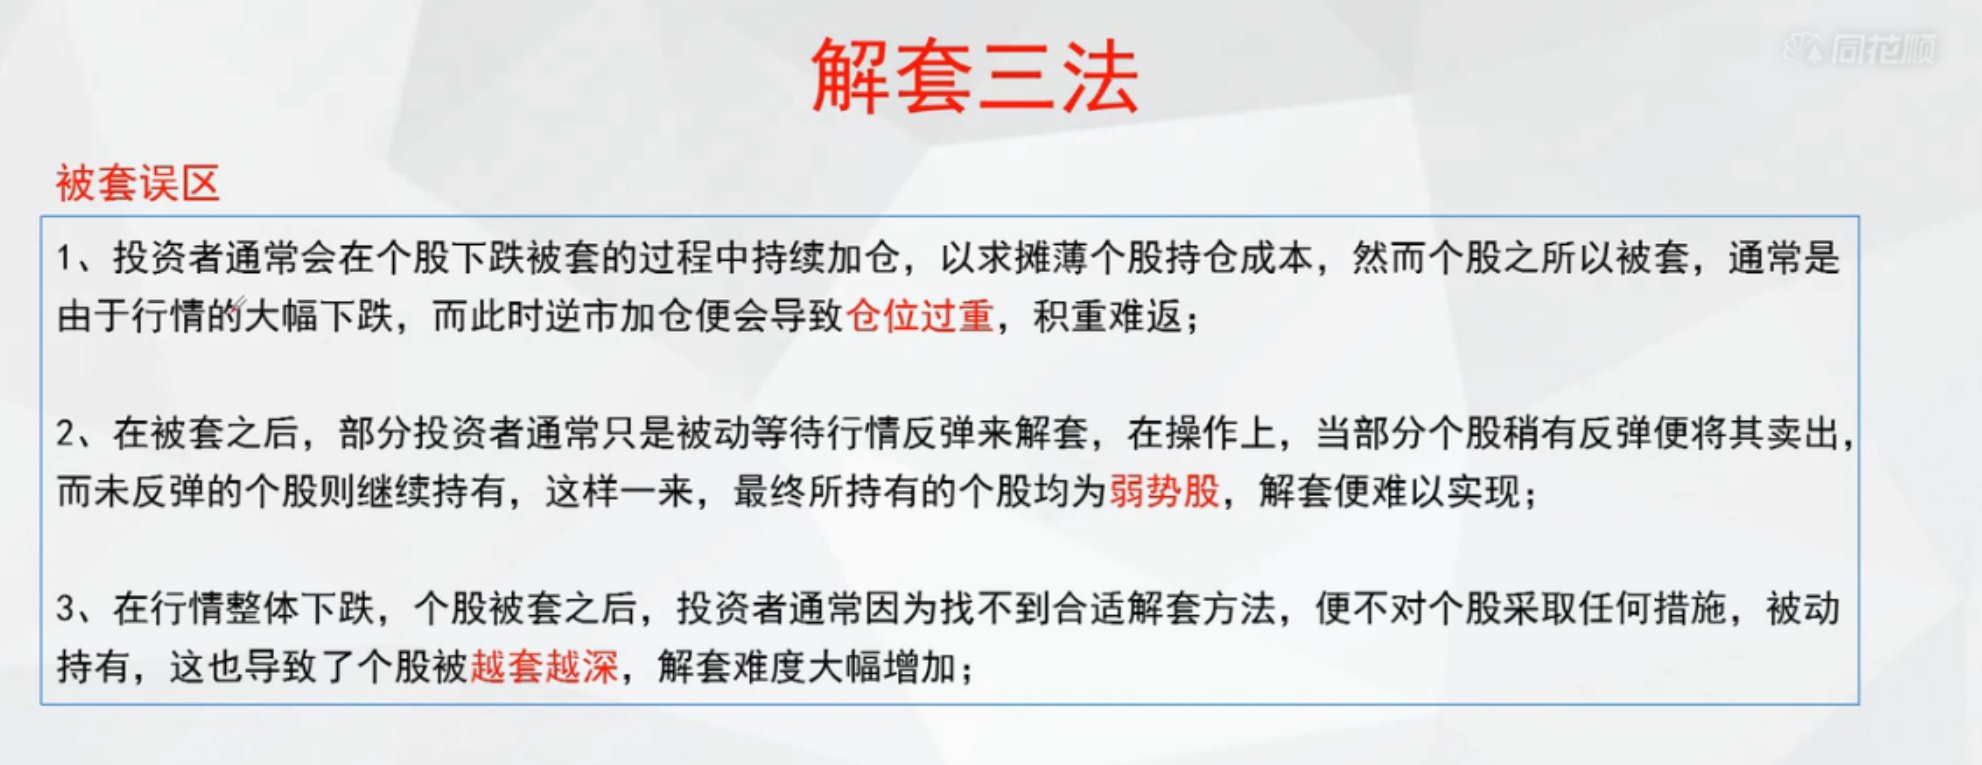 解套三法
同花顺
被套误区
1、投资者通常会在个股下跌被套的过程中持续加仓，以求摊薄个股持仓成本，然而个股之所以被套，通常是
由于行情的大幅下跌，而此时逆市加仓便会导致仓位过重，积重难返；
2、在被套之后，部分投资者通常只是被动等待行情反弹来解套，在操作上，当部分个股稍有反弹便将其卖出，
而未反弹的个股则继续持有，这样一来，最终所持有的个股均为弱势股，解套便难以实现；
3、在行情整体下跌，个股被套之后，投资者通常因为找不到合适解套方法，便不对个股采取任何措施，被动
持有，这也导致了个股被越套越深，解套难度大幅增加；